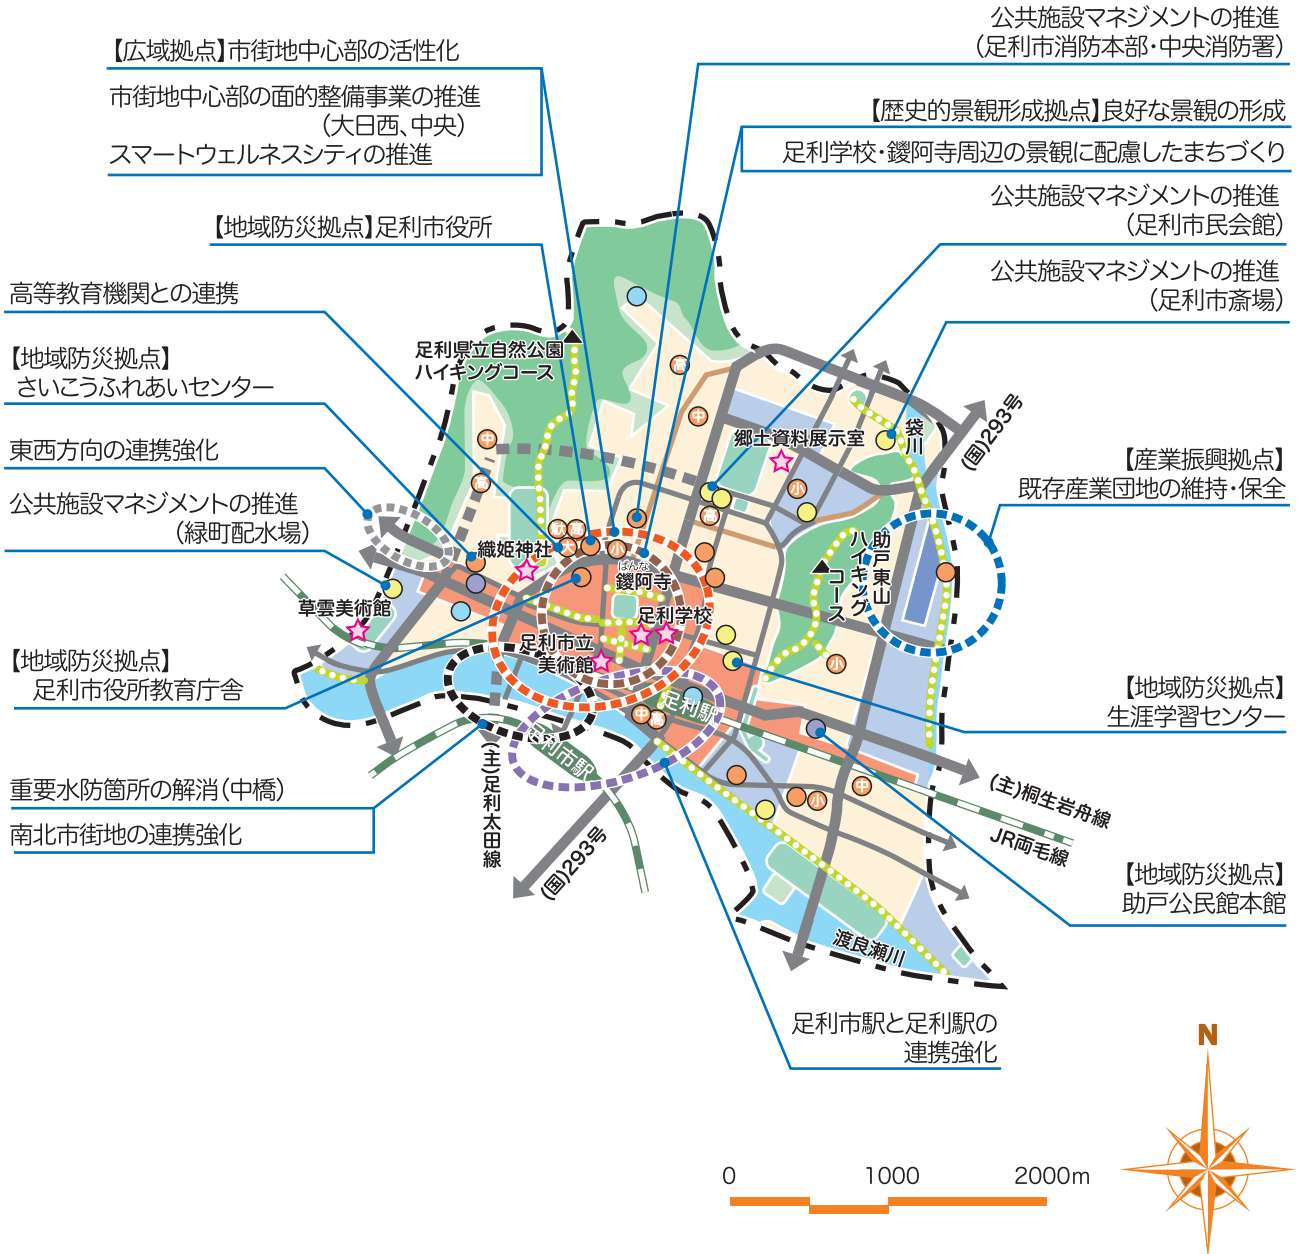 公共施設マネジメントの推進
（足利市消防本部・中央消防署）
【広域拠点】市街地中心部の活性化
市街地中心部の面的整備事業の推進
（大日西、中央）
スマートウェルネスシティの推進
【歴史的景観形成拠点】良好な景観の形成
足利学校・鑁阿寺周辺の景観に配慮したまちづくり
公共施設マネジメントの推進
（足利市民会館）
【地域防災拠点】足利市役所
公共施設マネジメントの推進
（足利市斎場）
高等教育機関との連携
【地域防災拠点】
さいこうふれあいセンター
東西方向の連携強化
公共施設マネジメントの推進
（緑町配水場）
【産業振興拠点】
既存産業団地の維持・保全
【地域防災拠点】
足利市役所教育庁舎
【地域防災拠点】
生涯学習センター
重要水防箇所の解消（中橋）
南北市街地の連携強化
【地域防災拠点】
助戸公民館本館
足利市駅と足利駅の
連携強化
足利県立自然公園
ハイキングコース
高
中
郷土資料展示室
袋川
(国)293号
中
高
小
高
短大
高
大
小
織姫神社
ばんな
鑁阿寺
助戸東山
ハイキング
コース
草雲美術館
足利学校
足利市立
美術館
小
足利駅
中
高
足利市駅
中
小
(主)足利太田線
(国)293号
(主)桐生岩舟線
JR両毛線
渡良瀬川
N
0
1000
2000m